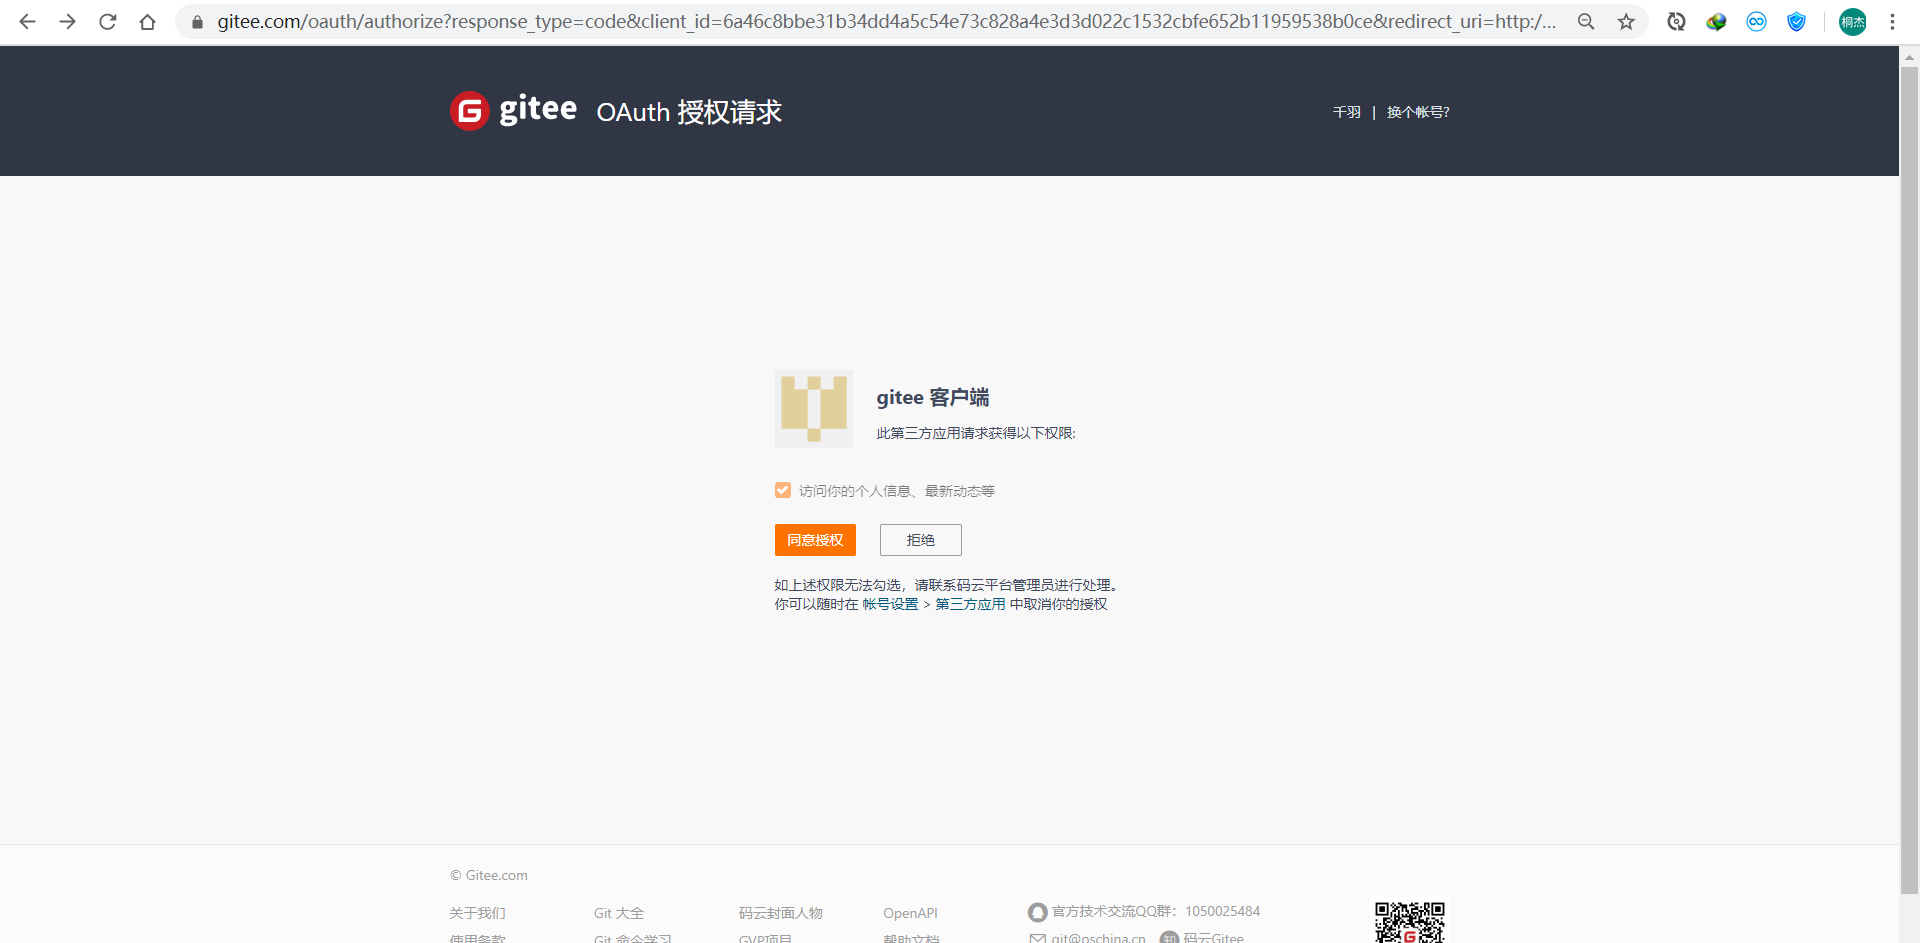 gitee.com/oauth/authorize?response_type=code&client_id=6a46c8bbe31b34dd4a5c54e73c828a4e3d3d022c1532cbfe652b11959538b0ce&redirect_uri=http:/...
桐杰
gitee OAuth 授权请求
千羽 | 换个帐号?
gitee 客户端
此第三方应用请求获得以下权限:
访问你的个人信息、最新动态等
同意授权 拒绝
如上述权限无法勾选，请联系码云平台管理员进行处理。
你可以随时在 帐号设置 > 第三方应用 中取消你的授权
© Gitee.com
关于我们 Git 大全 码云封面人物 OpenAPI 官方技术交流QQ群：1050025484
使用条款 Git 命令学习 GVP项目 帮助文档 git@oschina.cn 知 码云Gitee